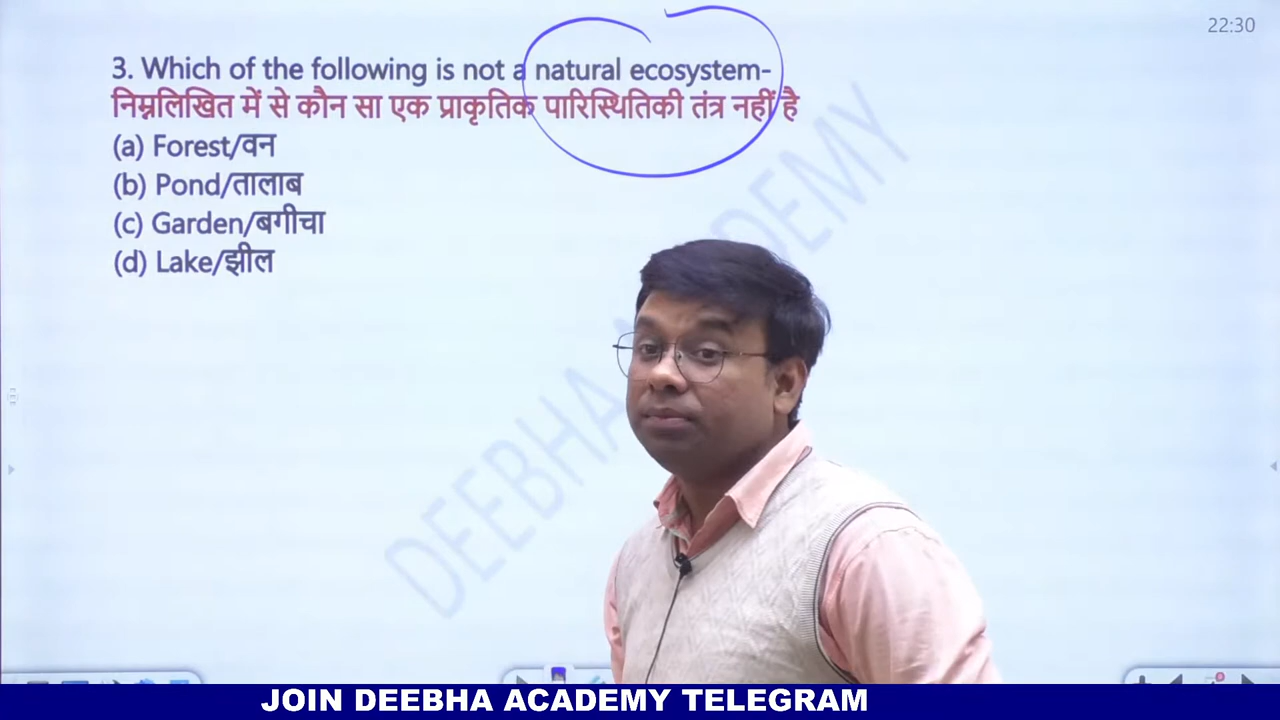 22:30
3. Which of the following is not a natural ecosystem-
निम्नलिखित में से कौन सा एक प्राकृतिक पारिस्थितिकी तंत्र नहीं है
(a) Forest/वन
(b) Pond/तालाब
(c) Garden/बगीचा
(d) Lake/झील
DEEBHA ACADEMY
JOIN DEEBHA ACADEMY TELEGRAM